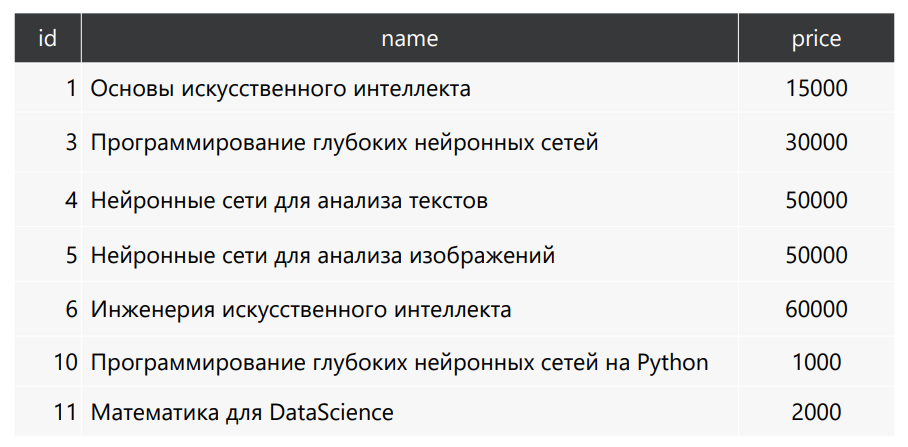 id name price
1 Основы искусственного интеллекта 15000
3 Программирование глубоких нейронных сетей 30000
4 Нейронные сети для анализа текстов 50000
5 Нейронные сети для анализа изображений 50000
6 Инженерия искусственного интеллекта 60000
10 Программирование глубоких нейронных сетей на Python 1000
11 Математика для DataScience 2000